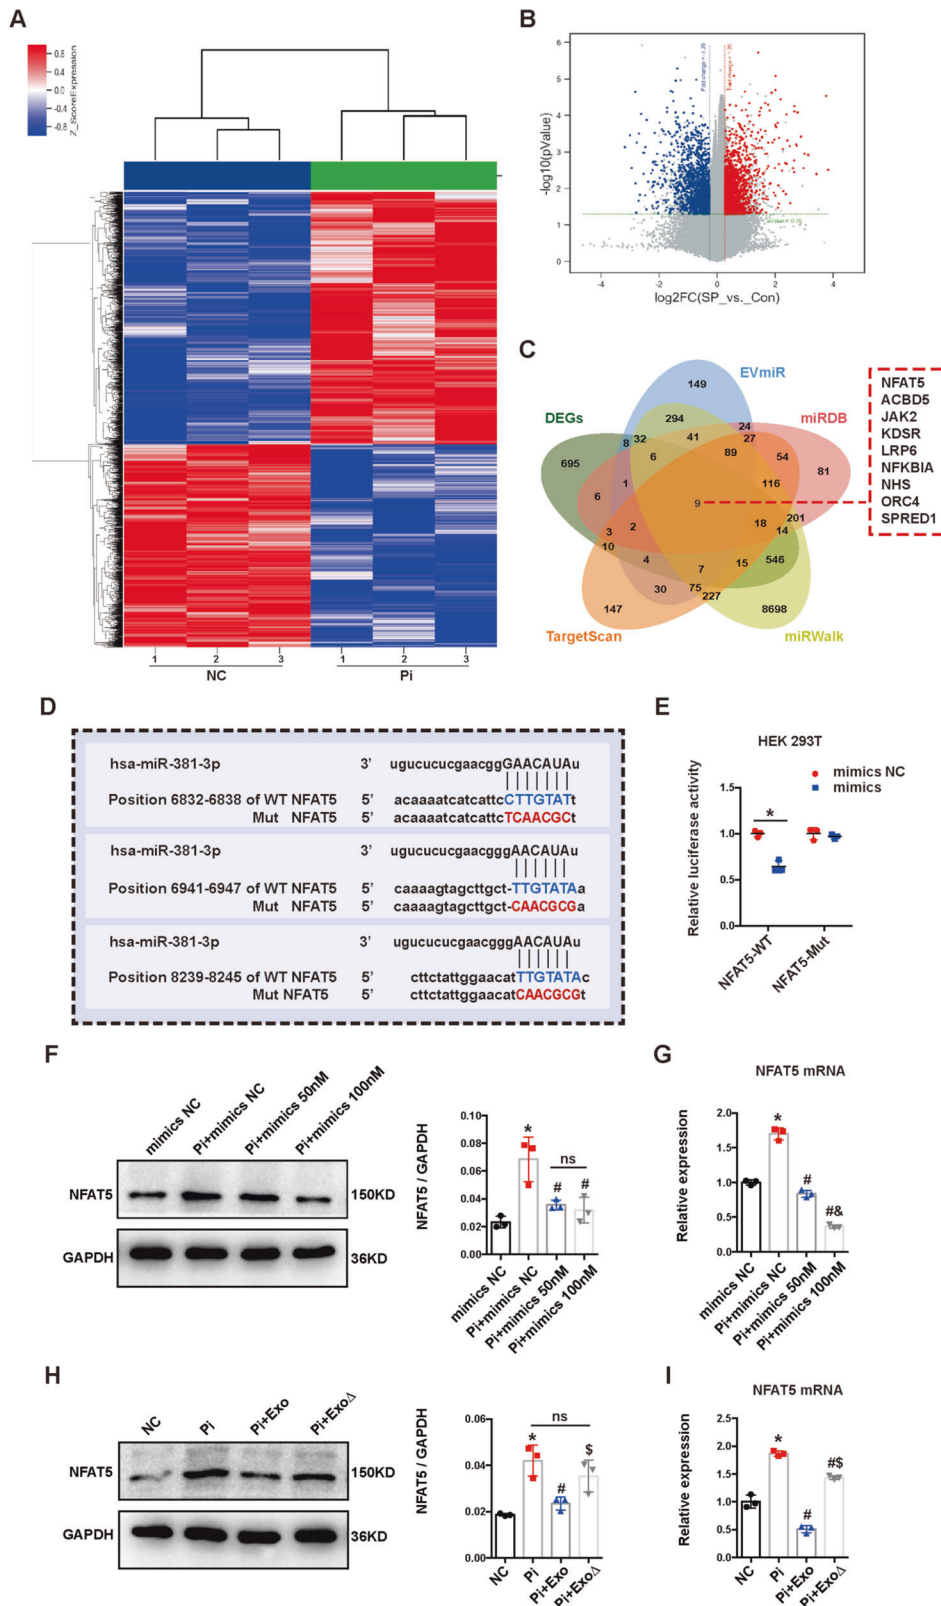 A
0.8
0.4
0.0
-0.4
-0.8
Z_ScoreExpression
1 2 3 1 2 3
NC Pi
B
6
5
4
3
2
1
0
-log10(pValue)
-4 -2 0 2 4
log2FC(SP_vs._Con)
C
EVmiR
DEGs
miRDB
TargetScan
miRWalk
149
294
24
8 32 41 27
695 6 89 54 81
1 116
6 9
3 2 18 201
10 14
4 7 15 546
30 75
227
147 8698
NFAT5
ACBD5
JAK2
KDSR
LRP6
NFKBIA
NHS
ORC4
SPRED1
D
hsa-miR-381-3p 3’ ugucucucgaacggGAACAUAu
Position 6832-6838 of WT NFAT5 5’ acaaaatcatcattcCTTGTATt
Mut NFAT5 5’ acaaaatcatcattcTCAACGCt
hsa-miR-381-3p 3’ ugucucucgaacgggAACAUAu
Position 6941-6947 of WT NFAT5 5’ caaaagtagcttgct-TTGTATAa
Mut NFAT5 5’ caaaagtagcttgct-CAACGCGa
hsa-miR-381-3p 3’ ugucucucgaacgggAACAUAu
Position 8239-8245 of WT NFAT5 5’ cttctattggaacatTTGTATAc
Mut NFAT5 5’ cttctattggaacatCAACGCGt
E
HEK 293T
mimics NC
mimics
Relative luciferase activity
1.5
1.0
0.5
0.0
*
NFAT5-WT
NFAT5-Mut
F
mimics NC
Pi+mimics NC
Pi+mimics 50nM
Pi+mimics 100nM
NFAT5 150KD
GAPDH 36KD
NFAT5 / GAPDH
0.10
0.08
0.06
0.04
0.02
0.00
* # ns #
mimics NC
Pi+mimics NC
Pi+mimics 50nM
Pi+mimics 100nM
G
NFAT5 mRNA
Relative expression
2.0
1.5
1.0
0.5
0.0
* # #&
mimics NC
Pi+mimics NC
Pi+mimics 50nM
Pi+mimics 100nM
H
NC
Pi
Pi+Exo
Pi+ExoΔ
NFAT5 150KD
GAPDH 36KD
NFAT5 / GAPDH
0.06
0.04
0.02
0.00
ns
* # $
NC
Pi
Pi+Exo
Pi+ExoΔ
I
NFAT5 mRNA
Relative expression
2.5
2.0
1.5
1.0
0.5
0.0
* # #$
NC
Pi
Pi+Exo
Pi+ExoΔ